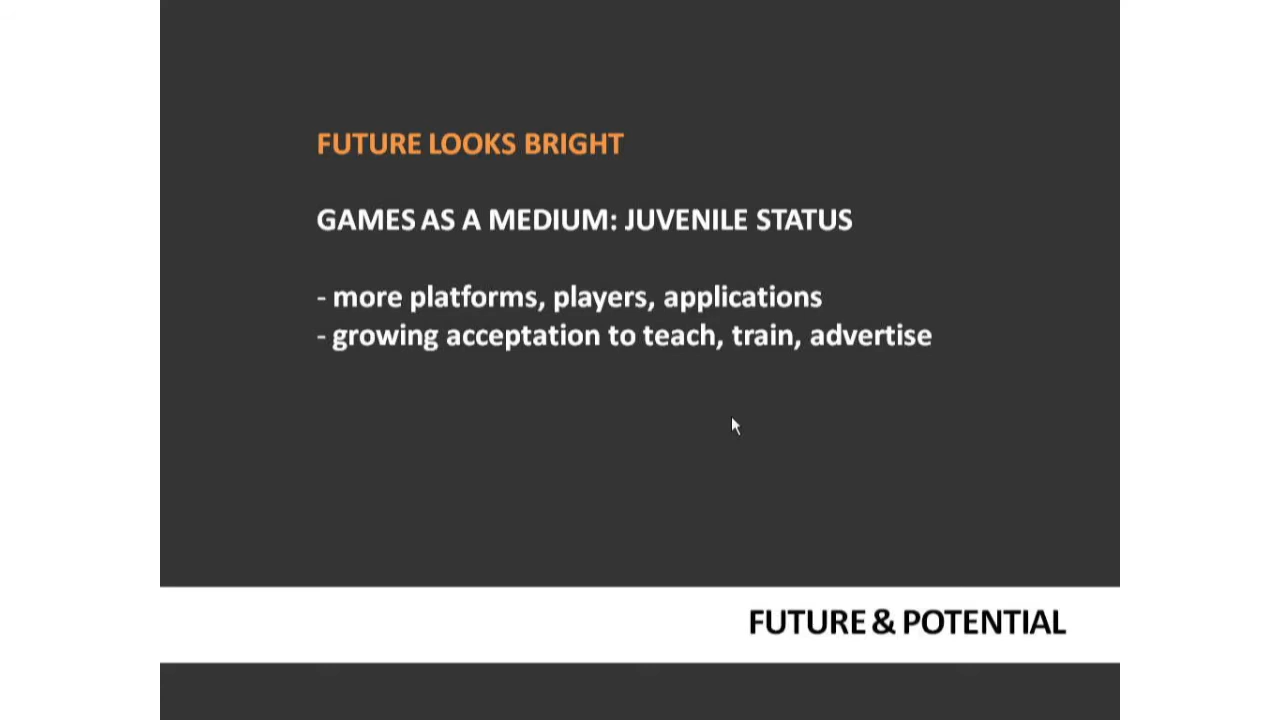 FUTURE LOOKS BRIGHT
GAMES AS A MEDIUM: JUVENILE STATUS
- more platforms, players, applications
- growing acceptation to teach, train, advertise
FUTURE & POTENTIAL